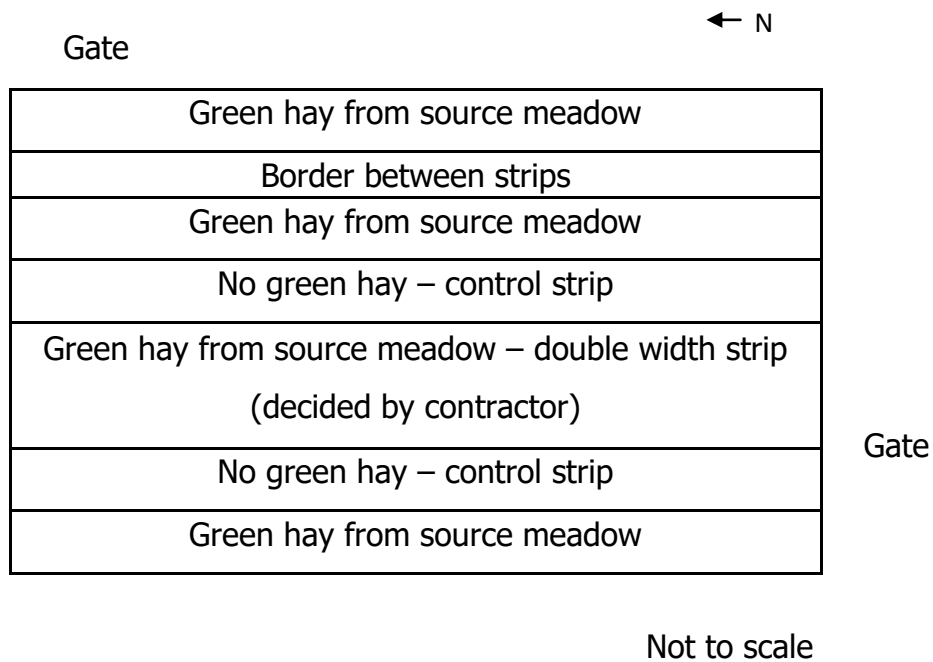 N
Gate
Green hay from source meadow
Border between strips
Green hay from source meadow
No green hay – control strip
Green hay from source meadow – double width strip
(decided by contractor)
Gate
No green hay – control strip
Green hay from source meadow
Not to scale